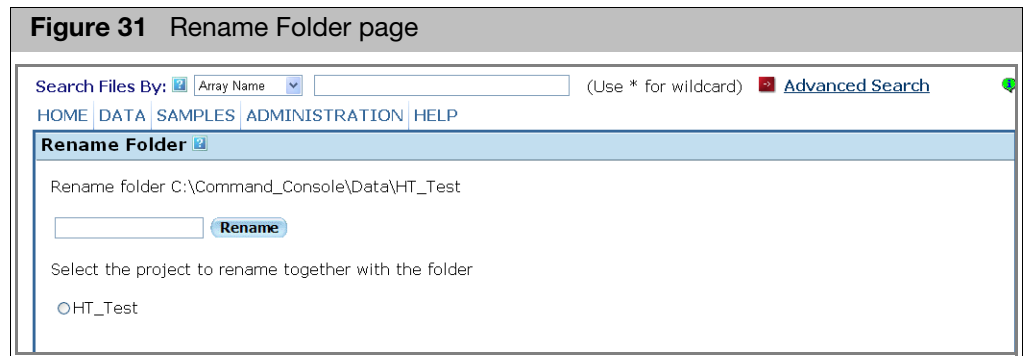 Figure 31 Rename Folder page
Search Files By: ? Array Name (Use * for wildcard) Advanced Search
HOME DATA SAMPLES ADMINISTRATION HELP
Rename Folder ?
Rename folder C:\Command_Console\Data\HT_Test
Rename
Select the project to rename together with the folder
HT_Test